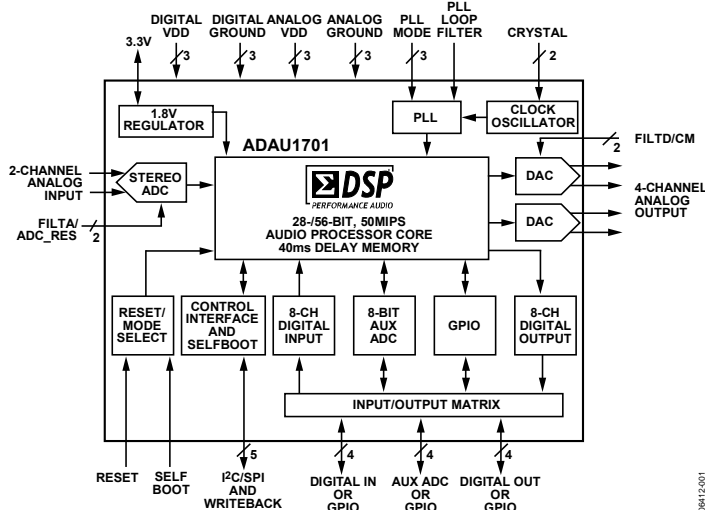 DIGITAL
VDD
DIGITAL
GROUND
ANALOG
VDD
ANALOG
GROUND
PLL
MODE
PLL
LOOP
FILTER
CRYSTAL
3.3V
3
3
3
3
3
2
1.8V
REGULATOR
PLL
CLOCK
OSCILLATOR
ADAU1701
FILTD/CM
2
2-CHANNEL
ANALOG
INPUT
STEREO
ADC
DSP
PERFORMANCE AUDIO
28-/56-BIT, 50MIPS
AUDIO PROCESSOR CORE
40ms DELAY MEMORY
DAC
DAC
4-CHANNEL
ANALOG
OUTPUT
FILTA/
ADC_RES
2
RESET/
MODE
SELECT
CONTROL
INTERFACE
AND
SELFBOOT
8-CH
DIGITAL
INPUT
8-BIT
AUX
ADC
GPIO
8-CH
DIGITAL
OUTPUT
INPUT/OUTPUT MATRIX
5
4
4
4
RESET
SELF
BOOT
I²C/SPI
AND
WRITEBACK
DIGITAL IN
OR
GPIO
AUX ADC
OR
GPIO
DIGITAL OUT
OR
GPIO
06412-001